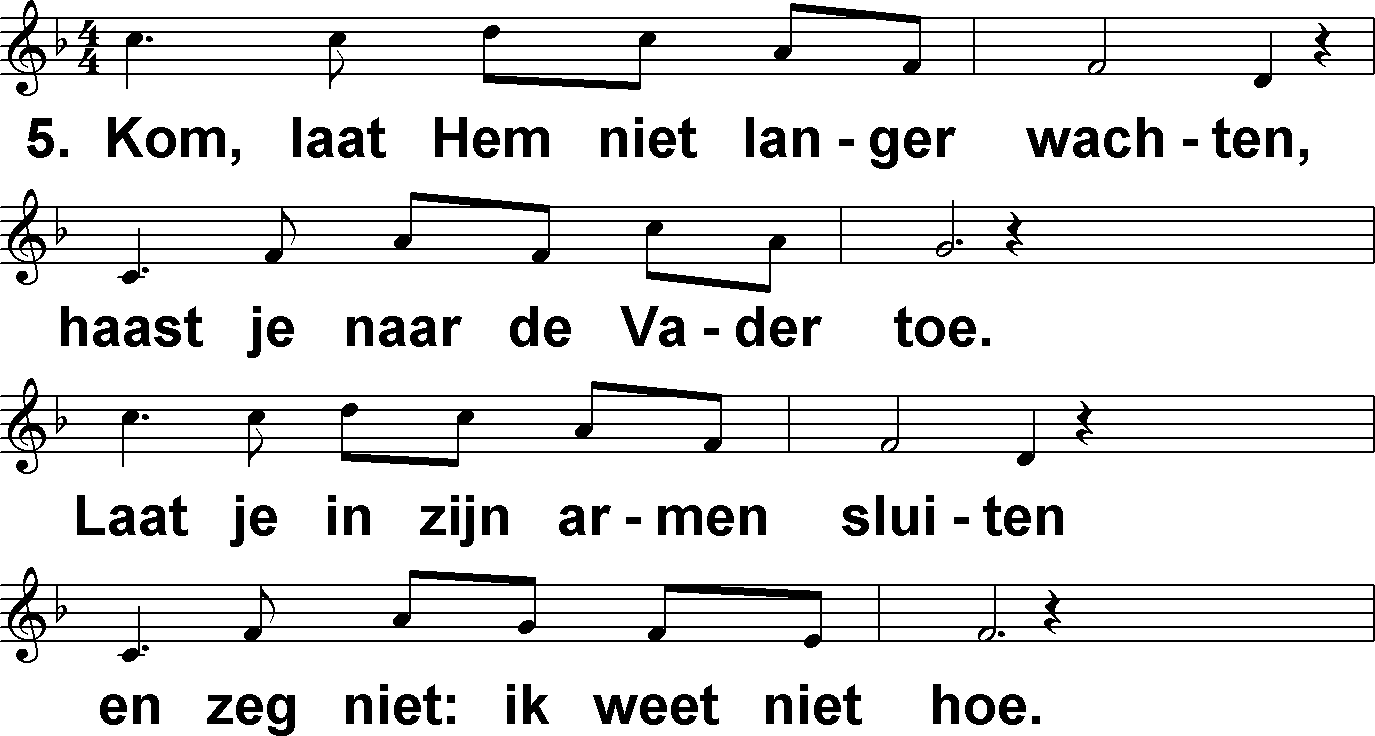 5. Kom, laat Hem niet lan - ger wach - ten,
haast je naar de Va - der toe.
Laat je in zijn ar - men slui - ten
en zeg niet: ik weet niet hoe.